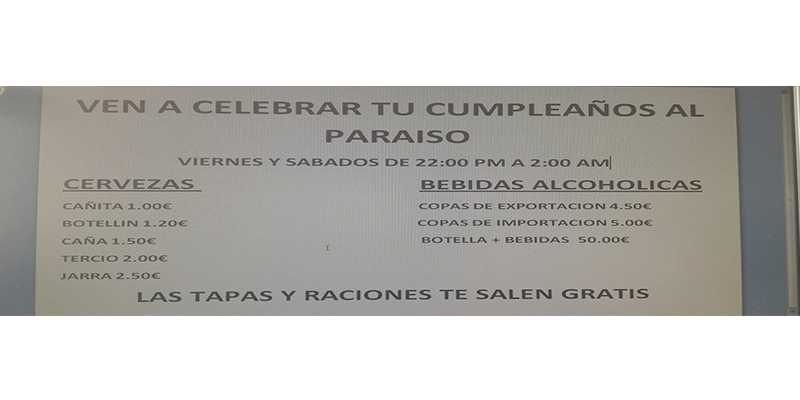 VEN A CELEBRAR TU CUMPLEAÑOS AL
PARAISO
VIERNES Y SABADOS DE 22:00 PM A 2:00 AM
CERVEZAS
CAÑITA 1.00€
BOTELLIN 1.20€
CAÑA 1.50€
TERCIO 2.00€
JARRA 2.50€
BEBIDAS ALCOHOLICAS
COPAS DE EXPORTACION 4.50€
COPAS DE IMPORTACION 5.00€
BOTELLA + BEBIDAS 50.00€
LAS TAPAS Y RACIONES TE SALEN GRATIS